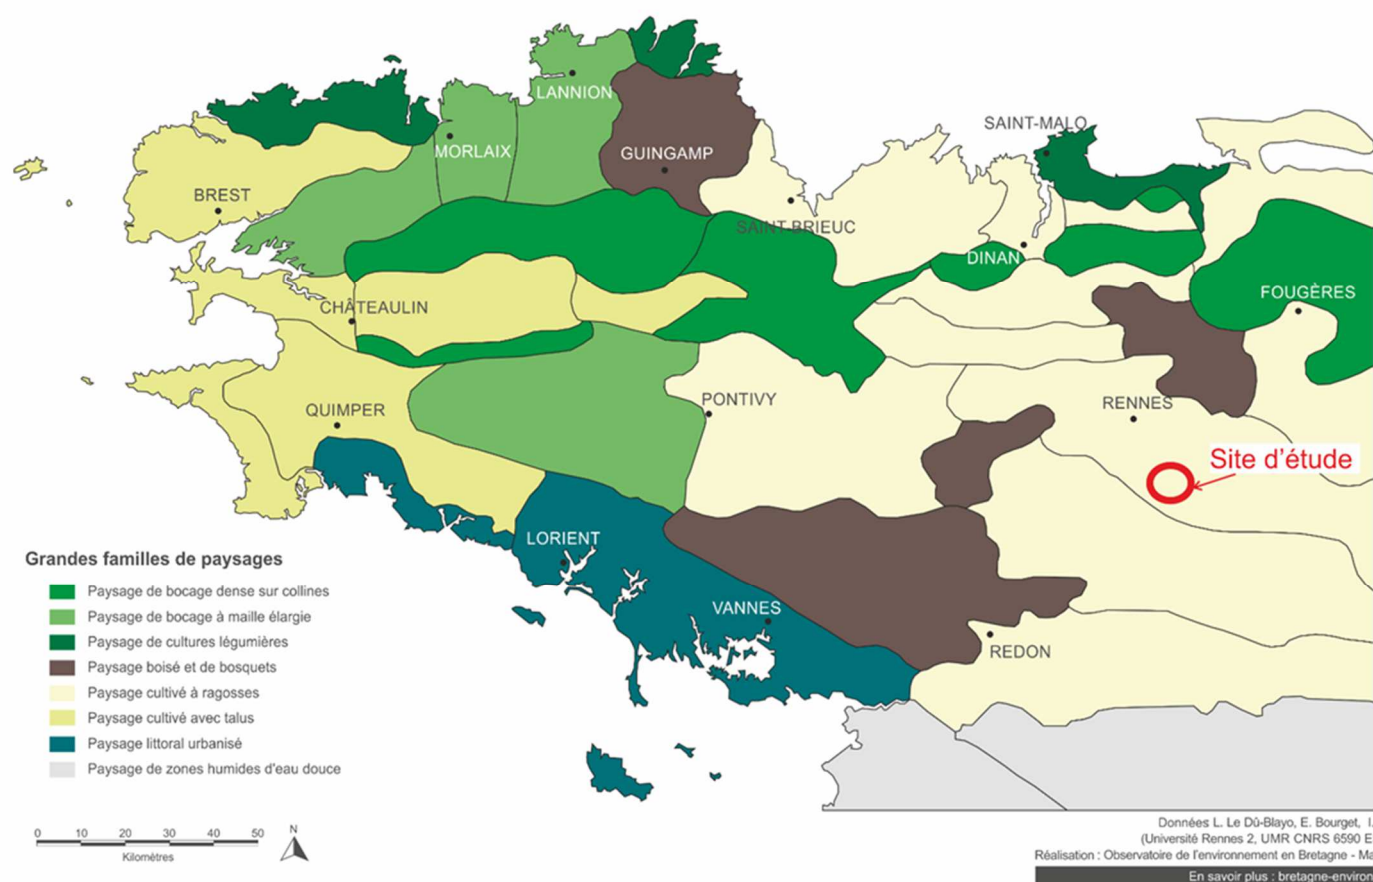 LANNION
SAINT-MALO
MORLAIX
GUINGAMP
BREST
SAINT-BRIEUC
DINAN
FOUGÈRES
CHÂTEAULIN
PONTIVY
RENNES
QUIMPER
Site d'étude
LORIENT
VANNES
REDON
Grandes familles de paysages
Paysage de bocage dense sur collines
Paysage de bocage à maille élargie
Paysage de cultures légumières
Paysage boisé et de bosquets
Paysage cultivé à ragosses
Paysage cultivé avec talus
Paysage littoral urbanisé
Paysage de zones humides d'eau douce
0 10 20 30 40 50
Kilomètres
N
Données L. Le Dû-Blayo, E. Bourget, I.
(Université Rennes 2, UMR CNRS 6590 E
Réalisation : Observatoire de l'environnement en Bretagne - Ma
En savoir plus : bretagne-environ